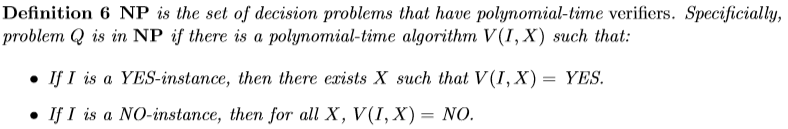 Definition 6 NP is the set of decision problems that have polynomial-time verifiers. Specificially,
problem Q is in NP if there is a polynomial-time algorithm V(I, X) such that:
• If I is a YES-instance, then there exists X such that V(I, X) = YES.
• If I is a NO-instance, then for all X, V(I, X) = NO.